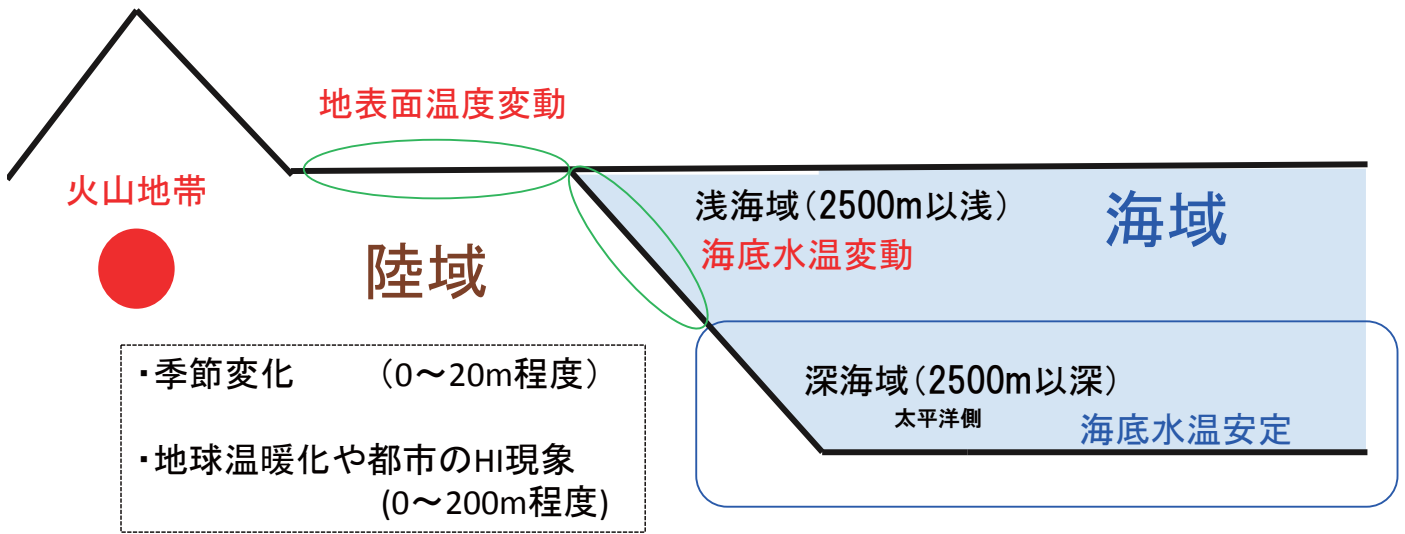 地表面温度変動
火山地帯
陸域
浅海域(2500m以浅)
海底水温変動
海域
・季節変化 (0～20m程度)
・地球温暖化や都市のHI現象
(0～200m程度)
深海域(2500m以深)
太平洋側
海底水温安定